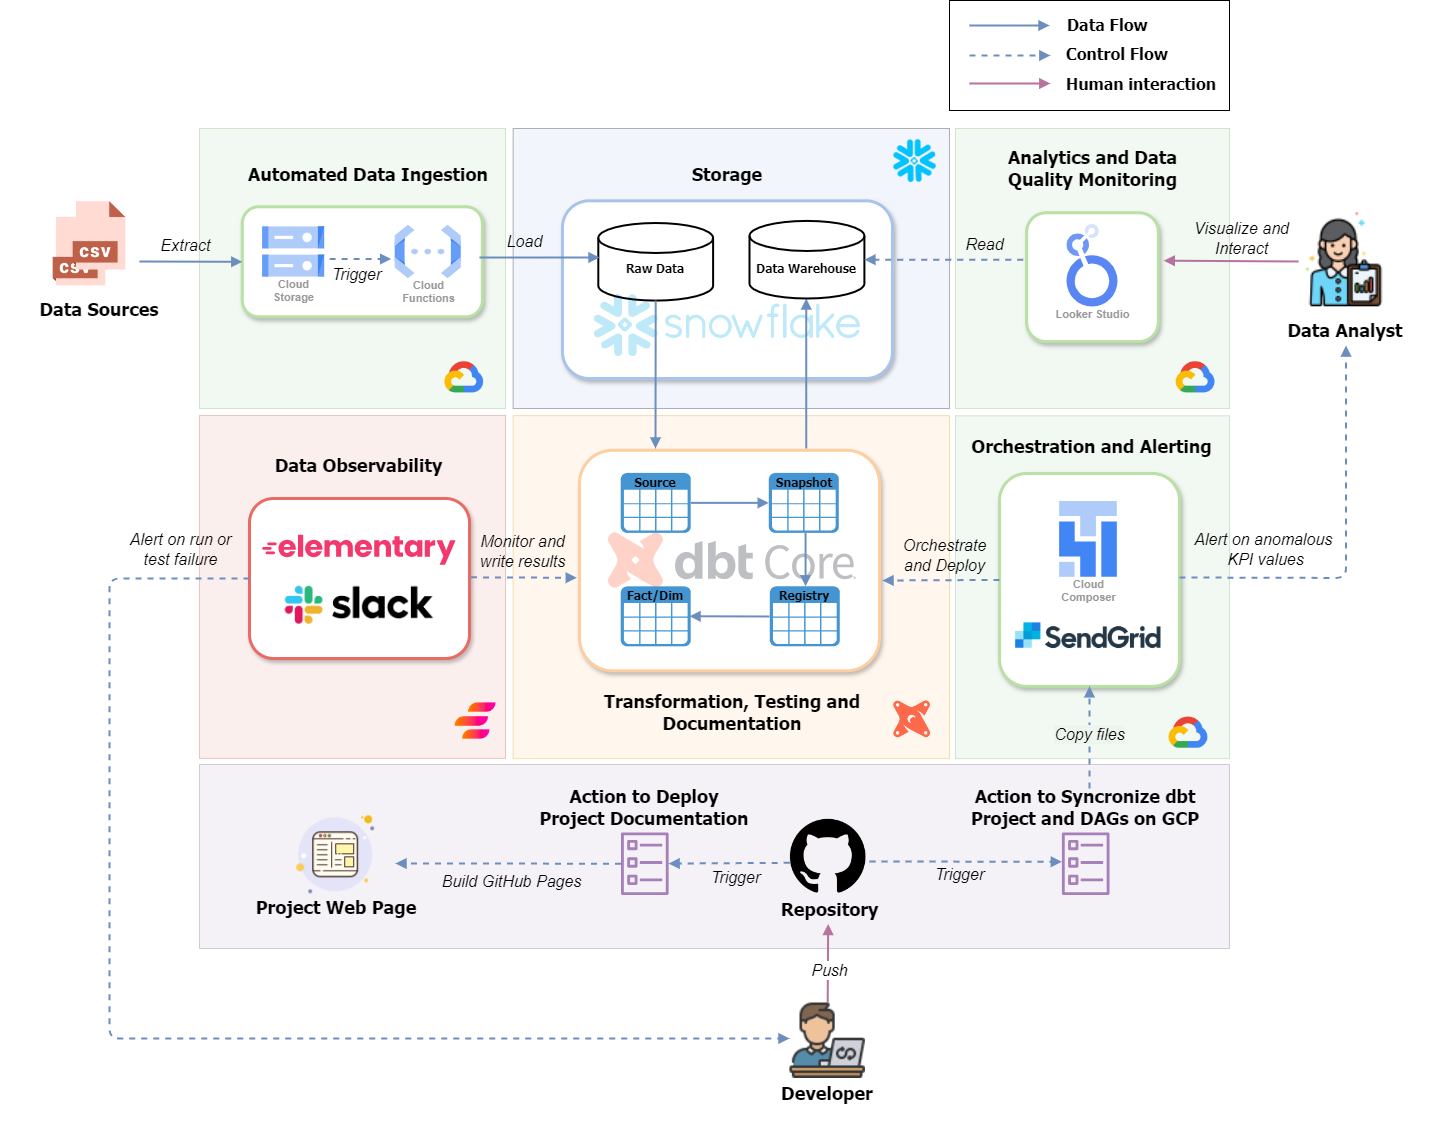 Data Flow
Control Flow
Human interaction
Automated Data Ingestion
Storage
Analytics and Data
Quality Monitoring
Extract
CSV
CSV
Data Sources
Cloud
Storage
Trigger
Cloud
Functions
Load
Raw Data
Data Warehouse
snowflake
Read
Looker Studio
Visualize and
Interact
Data Analyst
Data Observability
Orchestration and Alerting
Alert on run or
test failure
elementary
slack
Monitor and
write results
Source
Snapshot
dbt Core
Fact/Dim
Registry
Transformation, Testing and
Documentation
Orchestrate
and Deploy
Cloud
Composer
SendGrid
Alert on anomalous
KPI values
Copy files
Action to Deploy
Project Documentation
Action to Syncronize dbt
Project and DAGs on GCP
Build GitHub Pages
Trigger
Trigger
Project Web Page
Repository
Push
Developer